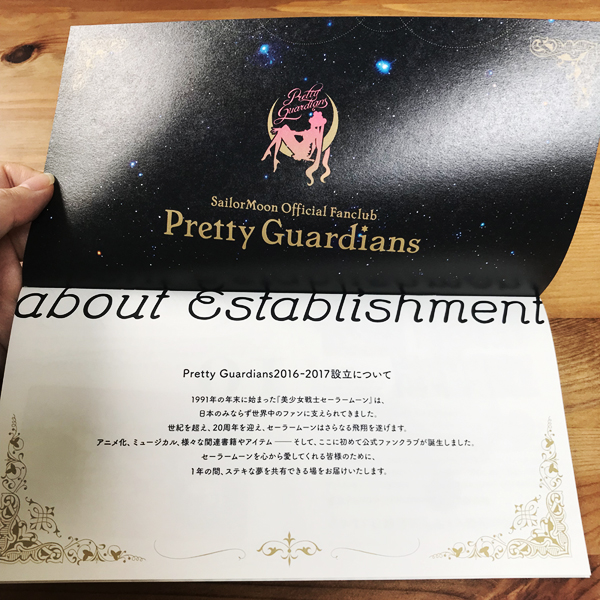 Pretty
Guardians
SailorMoon Official Fanclub
Pretty Guardians
about Establishment
Pretty Guardians2016-2017設立について
1991年の年末に始まった『美少女戦士セーラームーン』は、
日本のみならず世界中のファンに支えられてきました。
世紀を超え、20周年を迎え、セーラームーンはさらなる飛翔を遂げます。
アニメ化、ミュージカル、様々な関連書籍やアイテム ―― そして、ここに初めて公式ファンクラブが誕生しました。
セーラームーンを心から愛してくれる皆様のために、
1年の間、ステキな夢を共有できる場をお届けいたします。